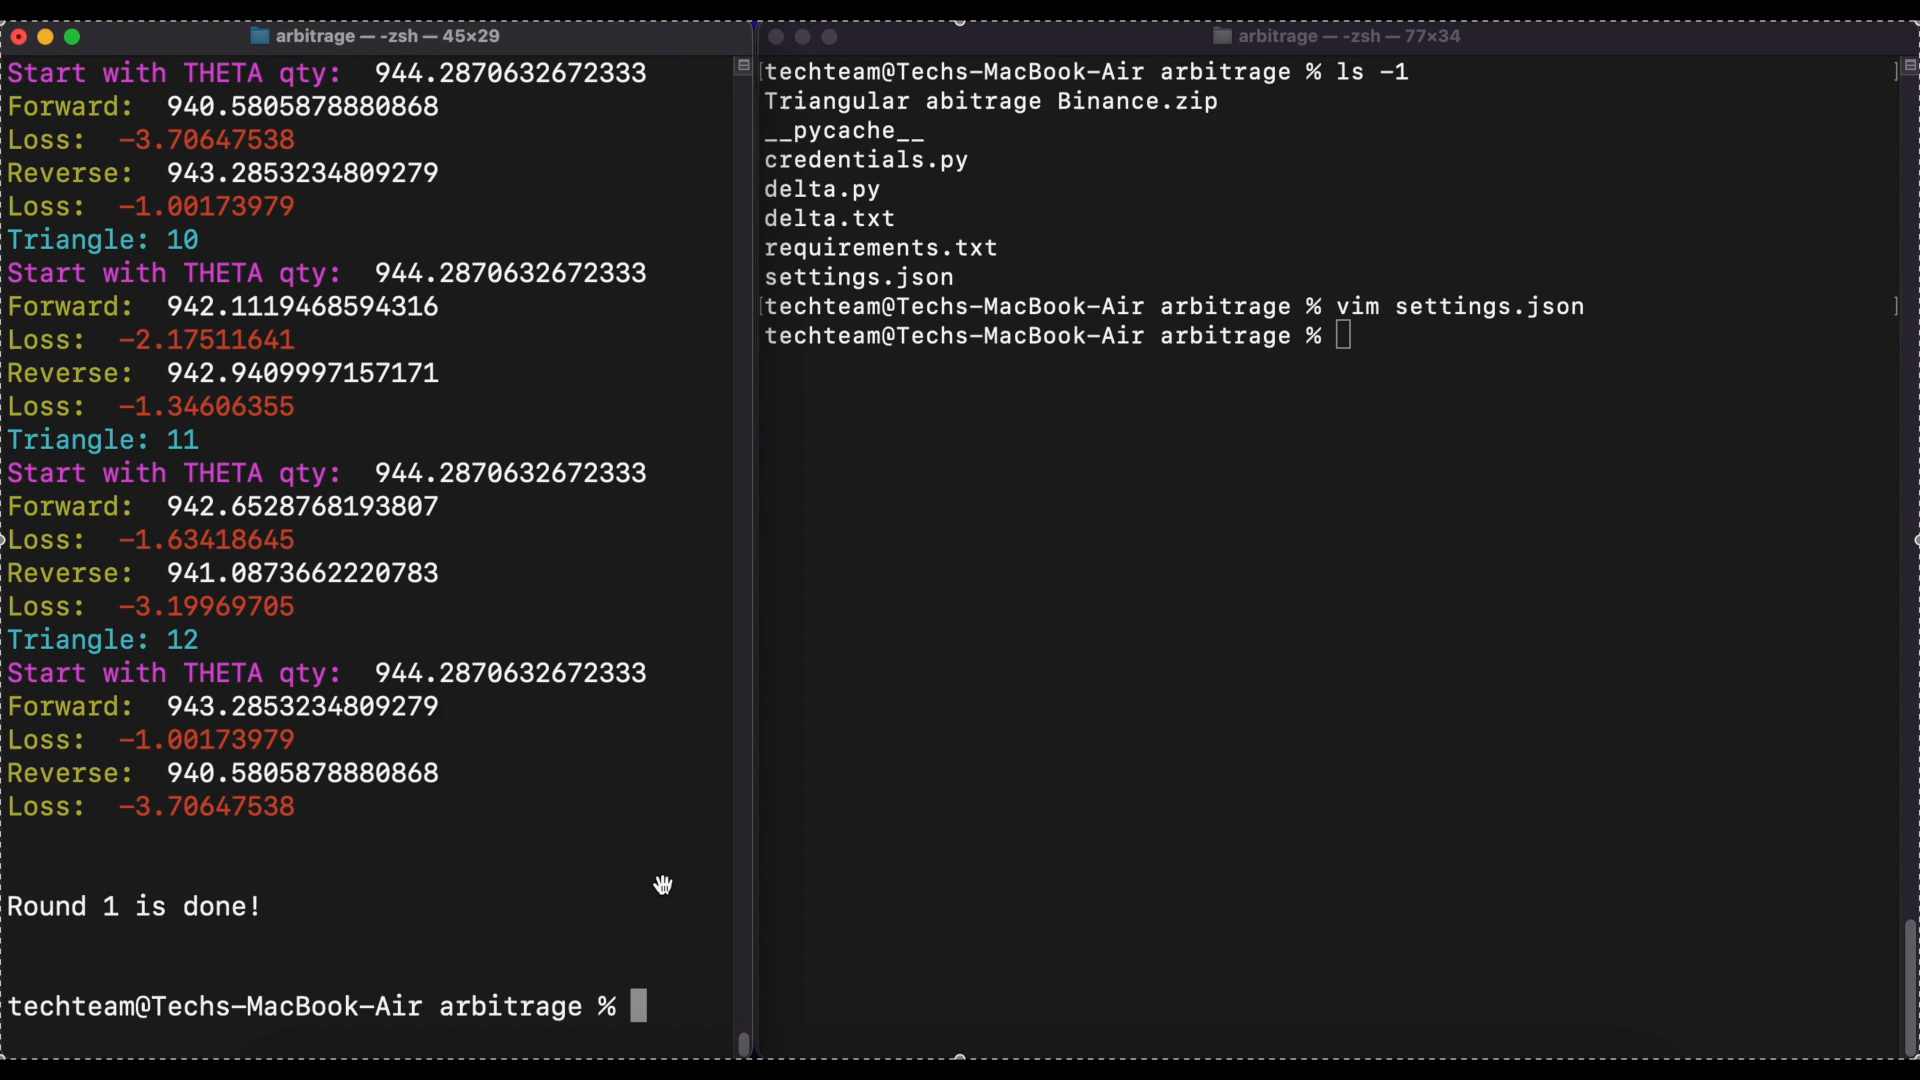 arbitrage — -zsh — 45×29
Start with THETA qty:  944.2870632672333
Forward:  940.5805878880868
Loss:  -3.70647538
Reverse:  943.2853234809279
Loss:  -1.00173979
Triangle: 10
Start with THETA qty:  944.2870632672333
Forward:  942.1119468594316
Loss:  -2.17511641
Reverse:  942.9409997157171
Loss:  -1.34606355
Triangle: 11
Start with THETA qty:  944.2870632672333
Forward:  942.6528768193807
Loss:  -1.63418645
Reverse:  941.0873662220783
Loss:  -3.19969705
Triangle: 12
Start with THETA qty:  944.2870632672333
Forward:  943.2853234809279
Loss:  -1.00173979
Reverse:  940.5805878880868
Loss:  -3.70647538
Round 1 is done!
techteam@Techs-MacBook-Air arbitrage %
arbitrage — -zsh — 77×34
[techteam@Techs-MacBook-Air arbitrage % ls -1 ]
Triangular abitrage Binance.zip
__pycache__
credentials.py
delta.py
delta.txt
requirements.txt
settings.json
[techteam@Techs-MacBook-Air arbitrage % vim settings.json ]
techteam@Techs-MacBook-Air arbitrage %